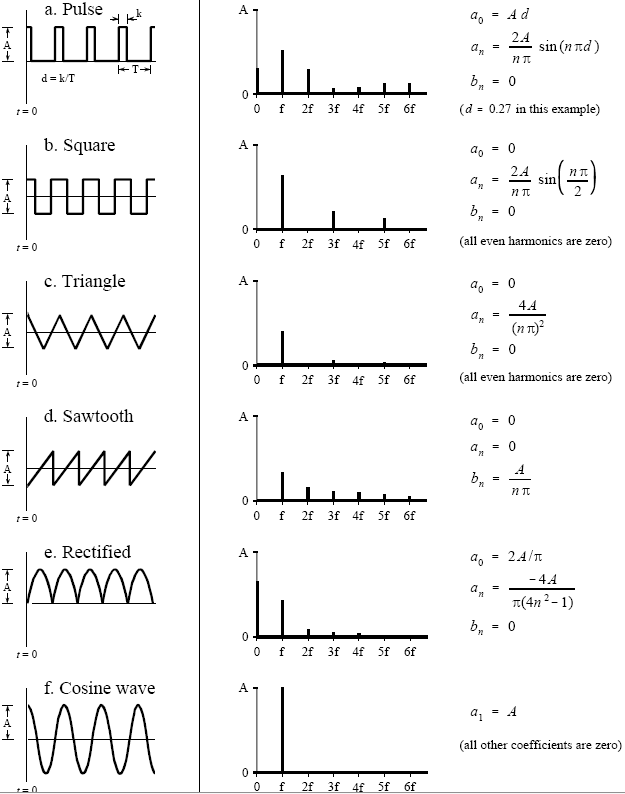 a. Pulse
k
A
T
d = k/T
t = 0
A
0
0 f 2f 3f 4f 5f 6f
a₀ = A d
aₙ = 2A/nπ sin(nπd)
bₙ = 0
(d = 0.27 in this example)
b. Square
A
t = 0
A
0
0 f 2f 3f 4f 5f 6f
a₀ = 0
aₙ = 2A/nπ sin(nπ/2)
bₙ = 0
(all even harmonics are zero)
c. Triangle
A
t = 0
A
0
0 f 2f 3f 4f 5f 6f
a₀ = 0
aₙ = 4A/(nπ)²
bₙ = 0
(all even harmonics are zero)
d. Sawtooth
A
t = 0
A
0
0 f 2f 3f 4f 5f 6f
a₀ = 0
aₙ = 0
bₙ = A/nπ
e. Rectified
A
t = 0
A
0
0 f 2f 3f 4f 5f 6f
a₀ = 2A/π
aₙ = -4A/π(4n²-1)
bₙ = 0
f. Cosine wave
A
t = 0
A
0
0 f 2f 3f 4f 5f 6f
a₁ = A
(all other coefficients are zero)